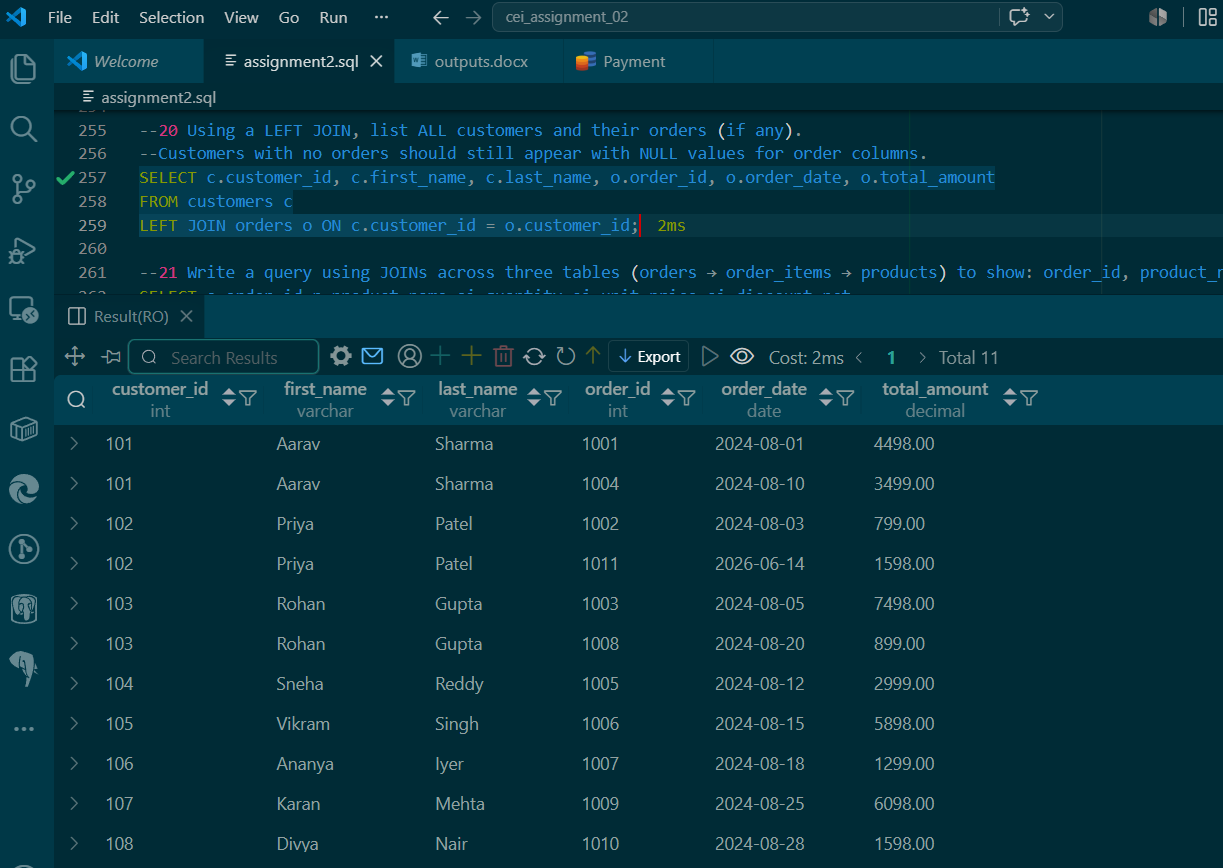 File Edit Selection View Go Run ··· cei_assignment_02
Welcome assignment2.sql outputs.docx Payment
assignment2.sql
255 --20 Using a LEFT JOIN, list ALL customers and their orders (if any).
256 --Customers with no orders should still appear with NULL values for order columns.
257 SELECT c.customer_id, c.first_name, c.last_name, o.order_id, o.order_date, o.total_amount
258 FROM customers c
259 LEFT JOIN orders o ON c.customer_id = o.customer_id; 2ms
260
261 --21 Write a query using JOINs across three tables (orders → order_items → products) to show: order_id, product_
Result(RO)
Search Results Export Cost: 2ms 1 Total 11
customer_id first_name last_name order_id order_date total_amount
int varchar varchar int date decimal
101 Aarav Sharma 1001 2024-08-01 4498.00
101 Aarav Sharma 1004 2024-08-10 3499.00
102 Priya Patel 1002 2024-08-03 799.00
102 Priya Patel 1011 2026-06-14 1598.00
103 Rohan Gupta 1003 2024-08-05 7498.00
103 Rohan Gupta 1008 2024-08-20 899.00
104 Sneha Reddy 1005 2024-08-12 2999.00
105 Vikram Singh 1006 2024-08-15 5898.00
106 Ananya Iyer 1007 2024-08-18 1299.00
107 Karan Mehta 1009 2024-08-25 6098.00
108 Divya Nair 1010 2024-08-28 1598.00